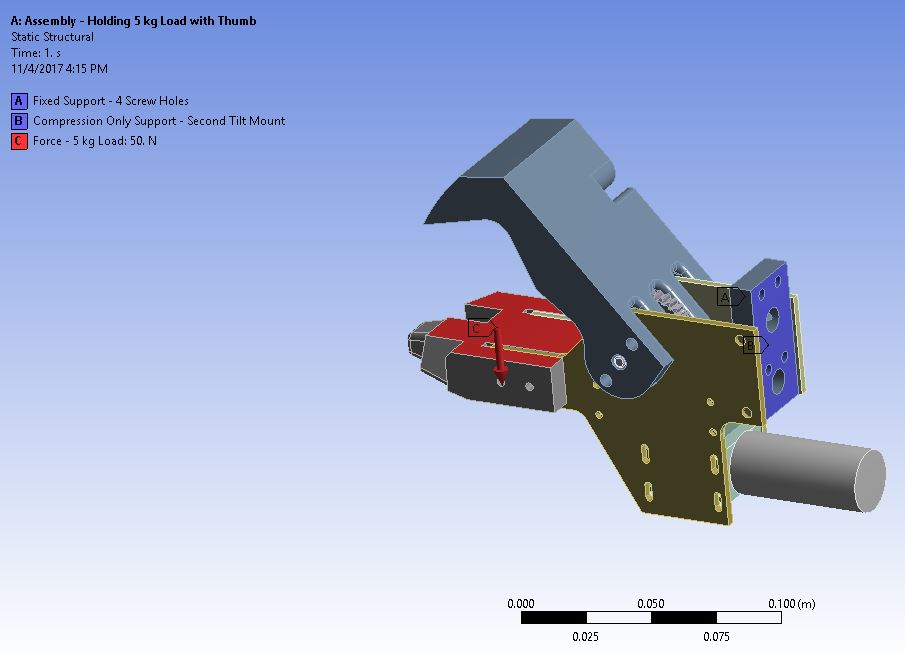 A: Assembly - Holding 5 kg Load with Thumb
Static Structural
Time: 1. s
11/4/2017 4:15 PM
A Fixed Support - 4 Screw Holes
B Compression Only Support - Second Tilt Mount
C Force - 5 kg Load: 50. N
A
C
B
0.000 0.050 0.100 (m)
0.025 0.075